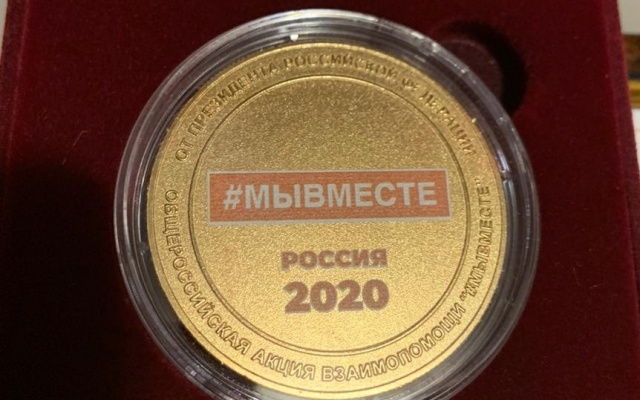 ОТ ПРЕЗИДЕНТА РОССИЙСКОЙ ФЕДЕРАЦИИ
#МЫВМЕСТЕ
РОССИЯ
2020
ОБЩЕРОССИЙСКАЯ АКЦИЯ ВЗАИМОПОМОЩИ "#МЫВМЕСТЕ"